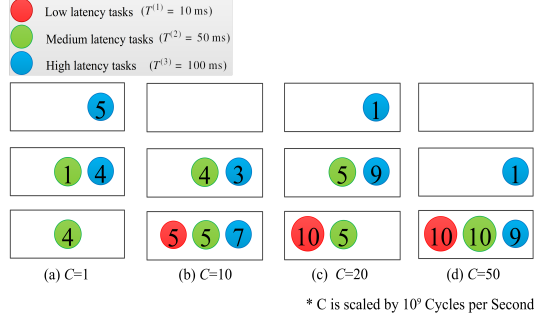 Low latency tasks (T⁽¹⁾ = 10 ms)
Medium latency tasks (T⁽²⁾ = 50 ms)
High latency tasks (T⁽³⁾ = 100 ms)
5 1
1 4 4 3 5 9 1
4 5 5 7 10 5 10 10 9
(a) C=1 (b) C=10 (c) C=20 (d) C=50
* C is scaled by 10⁹ Cycles per Second